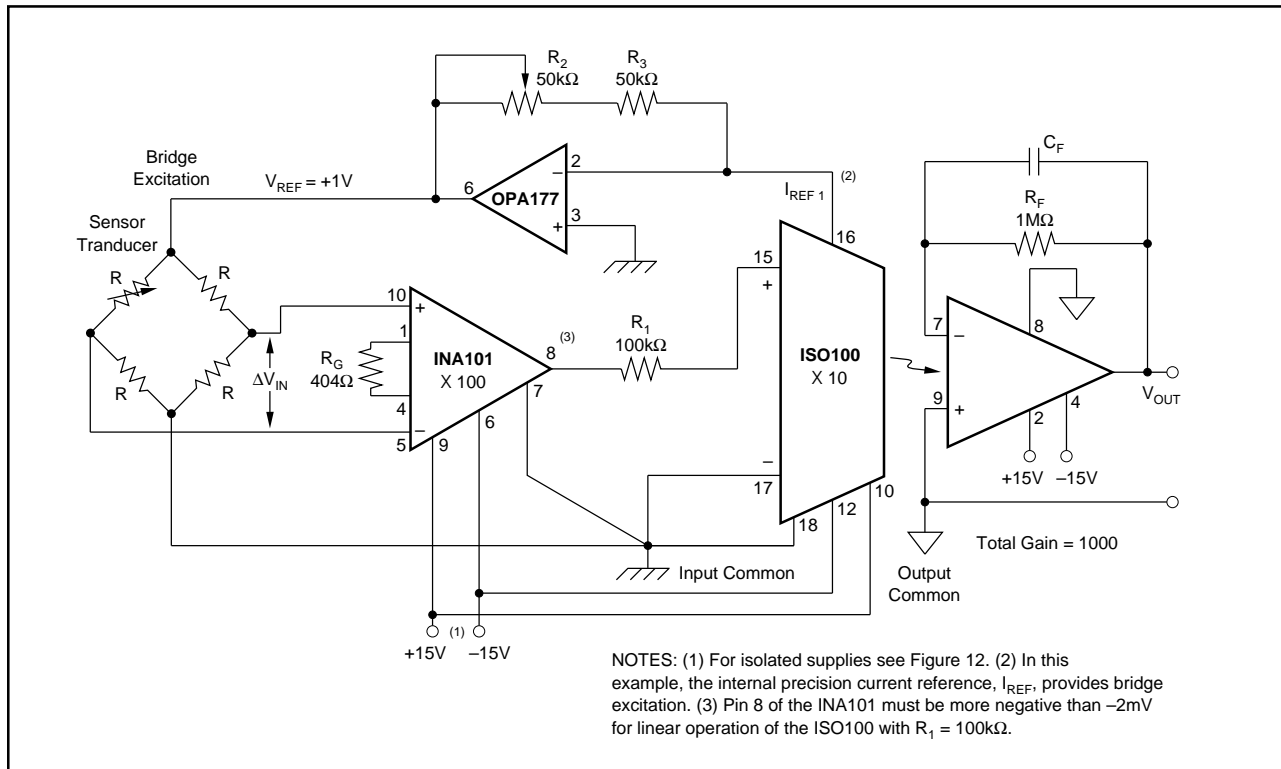 R2
50kΩ
R3
50kΩ
Bridge
Excitation
VREF = +1V
6
2
–
OPA177
3
+
IREF 1
(2)
16
CF
RF
1MΩ
Sensor
Tranducer
R
R
R
R
ΔVIN
10
+
1
RG
404Ω
4
–
5
INA101
X 100
9
6
7
8
(3)
R1
100kΩ
15
+
–
17
ISO100
X 10
18
12
10
7
–
8
9
+
2
4
+15V
–15V
VOUT
Input Common
Output
Common
Total Gain = 1000
+15V
(1)
–15V
NOTES: (1) For isolated supplies see Figure 12. (2) In this
example, the internal precision current reference, IREF, provides bridge
excitation. (3) Pin 8 of the INA101 must be more negative than –2mV
for linear operation of the ISO100 with R1 = 100kΩ.